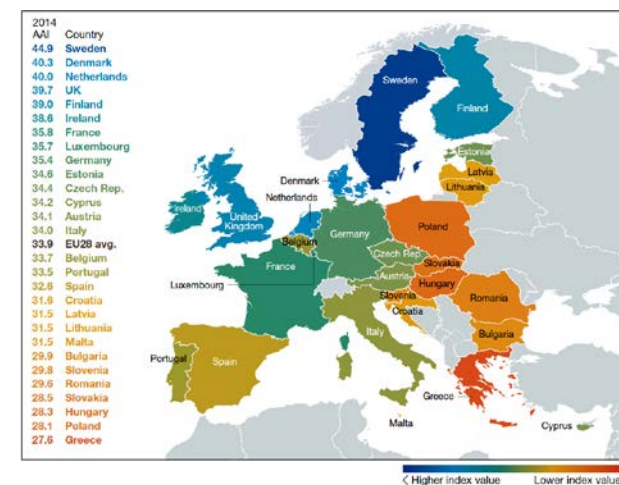 2014
AAI Country
44.9 Sweden
40.3 Denmark
40.0 Netherlands
39.7 UK
39.0 Finland
38.6 Ireland
35.8 France
35.7 Luxembourg
35.4 Germany
34.6 Estonia
34.4 Czech Rep.
34.2 Cyprus
34.1 Austria
34.0 Italy
33.9 EU28 avg.
33.7 Belgium
33.5 Portugal
32.6 Spain
31.6 Croatia
31.5 Latvia
31.5 Lithuania
31.5 Malta
29.9 Bulgaria
29.8 Slovenia
29.6 Romania
28.5 Slovakia
28.3 Hungary
28.1 Poland
27.6 Greece
Sweden
Finland
Estonia
Latvia
Lithuania
Denmark
Netherlands
Ireland
United
Kingdom
Belgium
Germany
Poland
Czech Rep
Slovakia
Luxembourg
France
Austria
Hungary
Slovenia
Croatia
Romania
Bulgaria
Italy
Portugal
Spain
Greece
Malta
Cyprus
< Higher index value
Lower index value